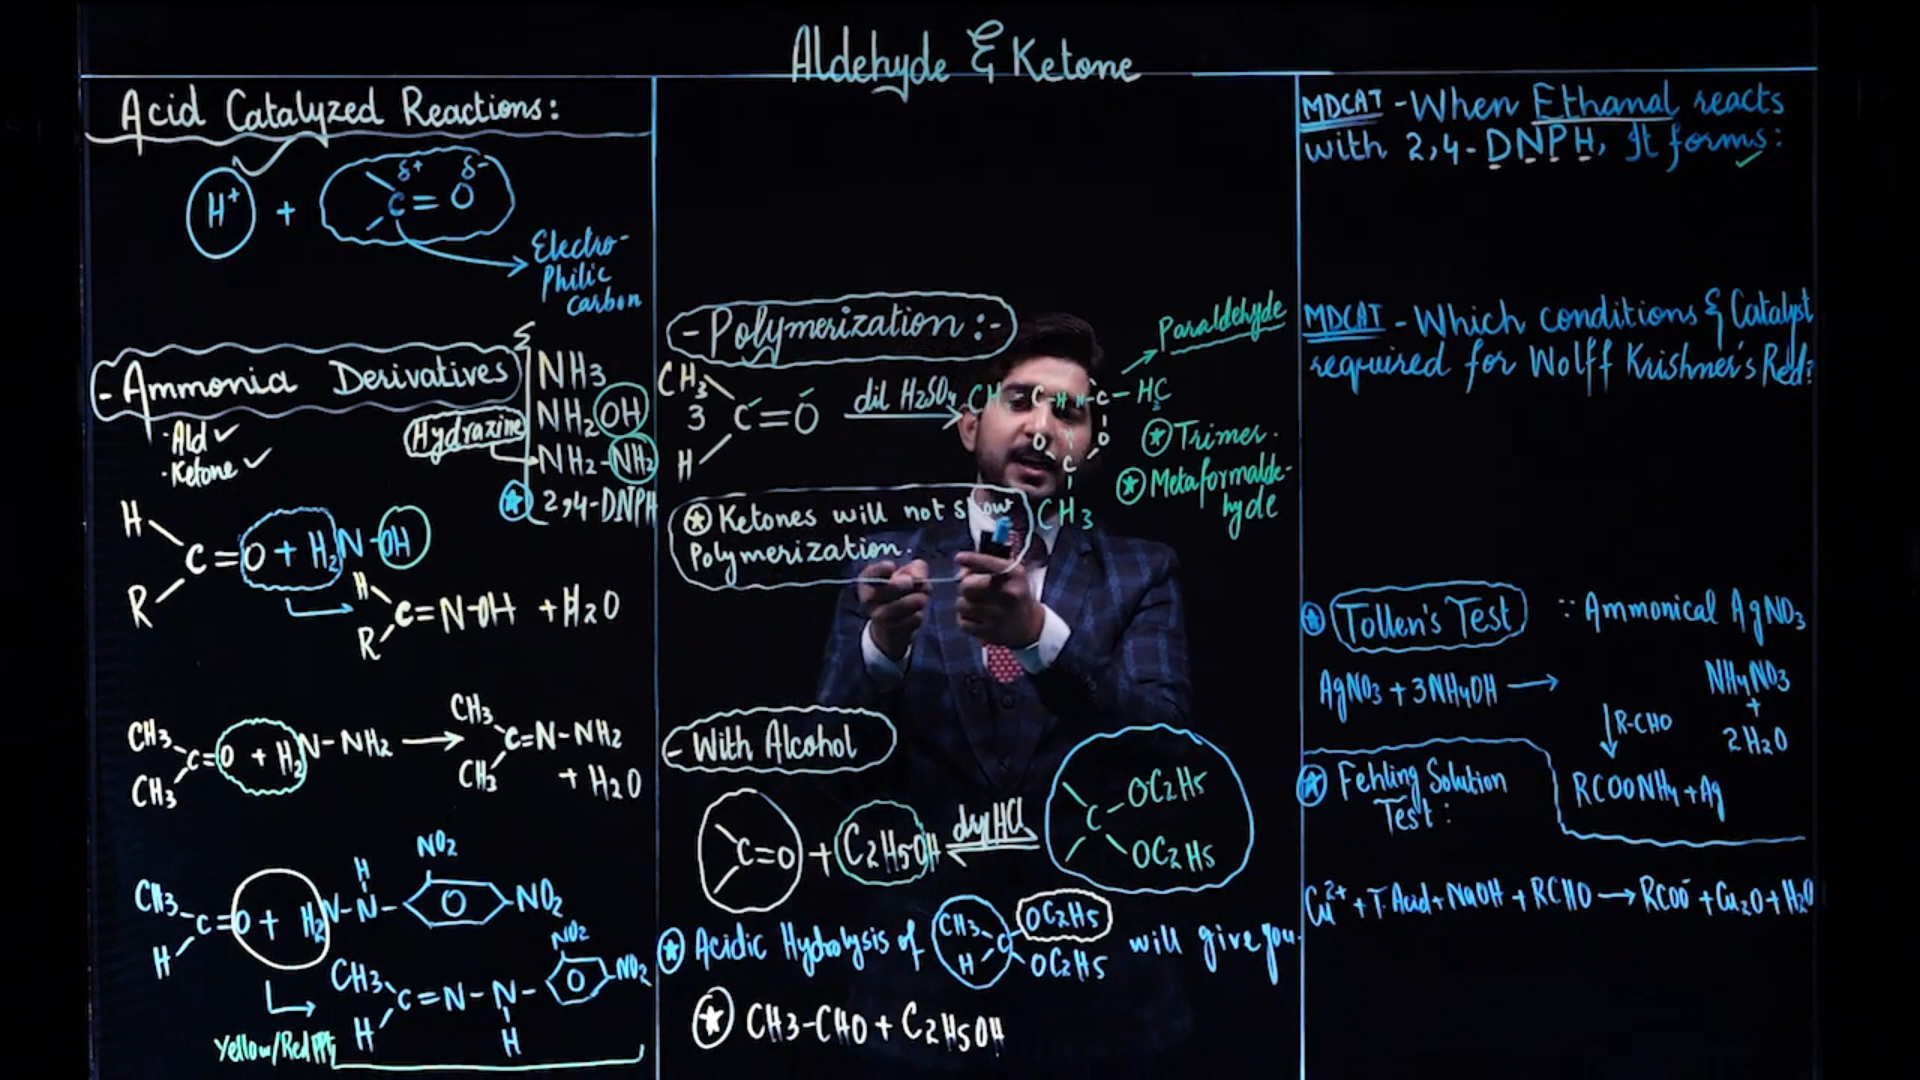 Aldehyde & Ketone
Acid Catalyzed Reactions:
H⁺ + C = O
δ+ δ-
Electro-
Philic
carbon
- Ammonia Derivatives
NH3
NH2OH
Hydrazine
NH2-NH2
2,4-DNPH
· Ald ✓
· Ketone ✓
H
C=O + H2N-OH
R
H
C=N-OH + H2O
R
CH3
C=O + H2N-NH2 → C=N-NH2
CH3
CH3
CH3
+ H2O
NO2
H
CH3
C=O + H2N-N- O -NO2
H
NO2
CH3
C=N-N- O -NO2
H
H
Yellow/Red PPt
- Polymerization :-
CH3
3 C=O
H
dil H2SO4
Paraldehyde
CH C H H C - HC3
O O
C
CH3
Trimer.
Metaformalde-
hyde
Ketones will not show
Polymerization.
- With Alcohol
C=O + C2H5OH
dry HCl
C
OC2H5
OC2H5
Acidic Hydrolysis of
CH3
C
H
OC2H5
OC2H5
will give you-
CH3-CHO + C2H5OH
MDCAT - When Ethanal reacts
with 2,4-DNPH, It forms:
MDCAT - Which conditions & Catalyst
required for Wolff Krishner's Red?
Tollen's Test ∵ Ammonical AgNO3
AgNO3 + 3NH4OH →
NH4NO3
+
2H2O
↓R-CHO
RCOONH4 + Ag
Fehling Solution
Test:
Cu2+ + T.Acid + NaOH + RCHO → RCOO- + Cu2O + H2O